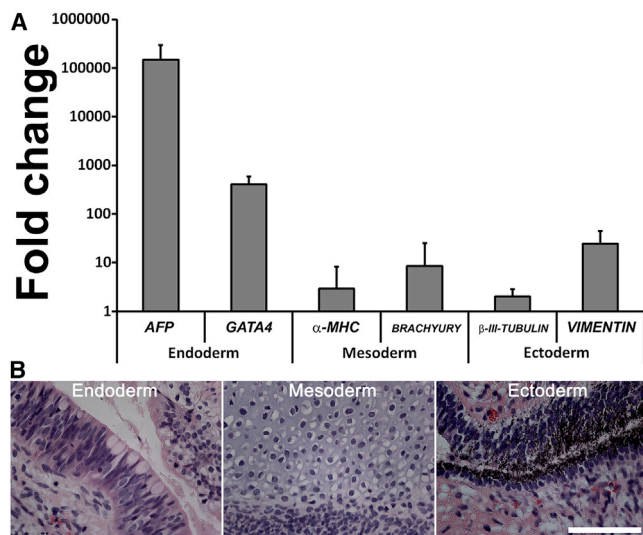 A
Fold change
1000000
100000
10000
1000
100
10
1
AFP
GATA4
α-MHC
BRACHYURY
β-III-TUBULIN
VIMENTIN
Endoderm
Mesoderm
Ectoderm
B
Endoderm
Mesoderm
Ectoderm